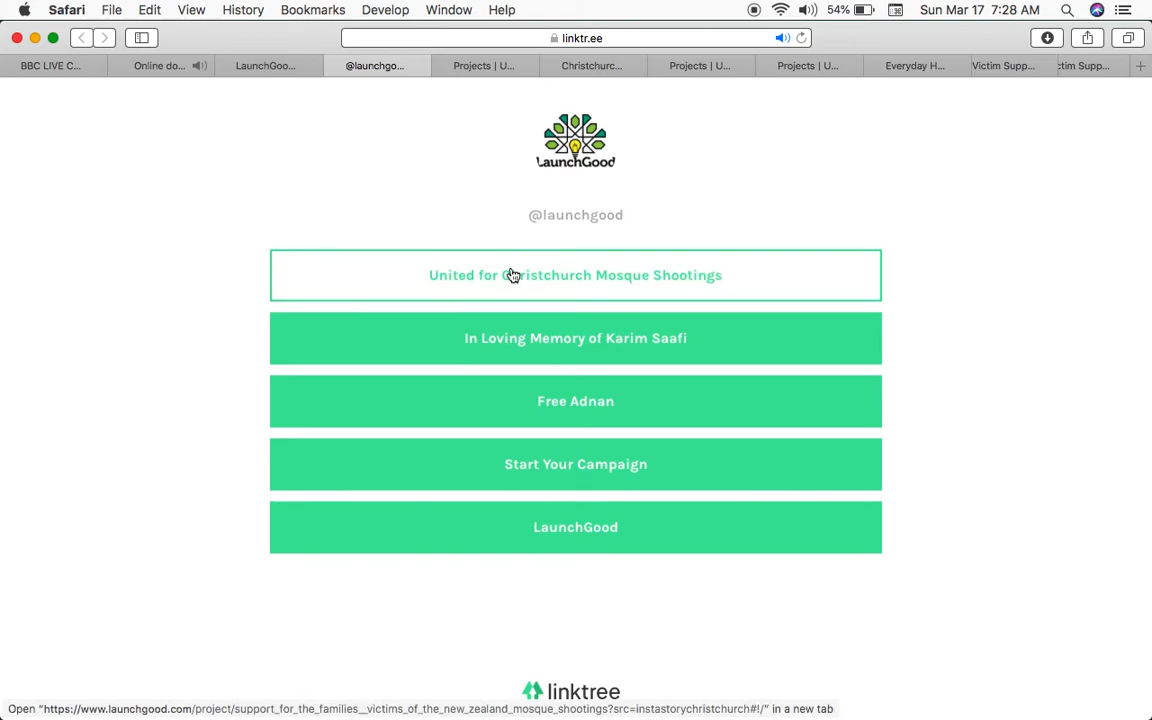 Safari File Edit View History Bookmarks Develop Window Help 54% Sun Mar 17 7:28 AM
linktr.ee
BBC LIVE C... Online do... LaunchGoo... @launchgo... Projects | U... Christchurc... Projects | U... Projects | U... Everyday H... Victim Supp... ctim Supp...
LaunchGood
@launchgood
United for Christchurch Mosque Shootings
In Loving Memory of Karim Saafi
Free Adnan
Start Your Campaign
LaunchGood
linktree
Open "https://www.launchgood.com/project/support_for_the_families__victims_of_the_new_zealand_mosque_shootings?src=instastorychristchurch#!/" in a new tab